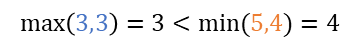 max(3,3) = 3 < min(5,4) = 4